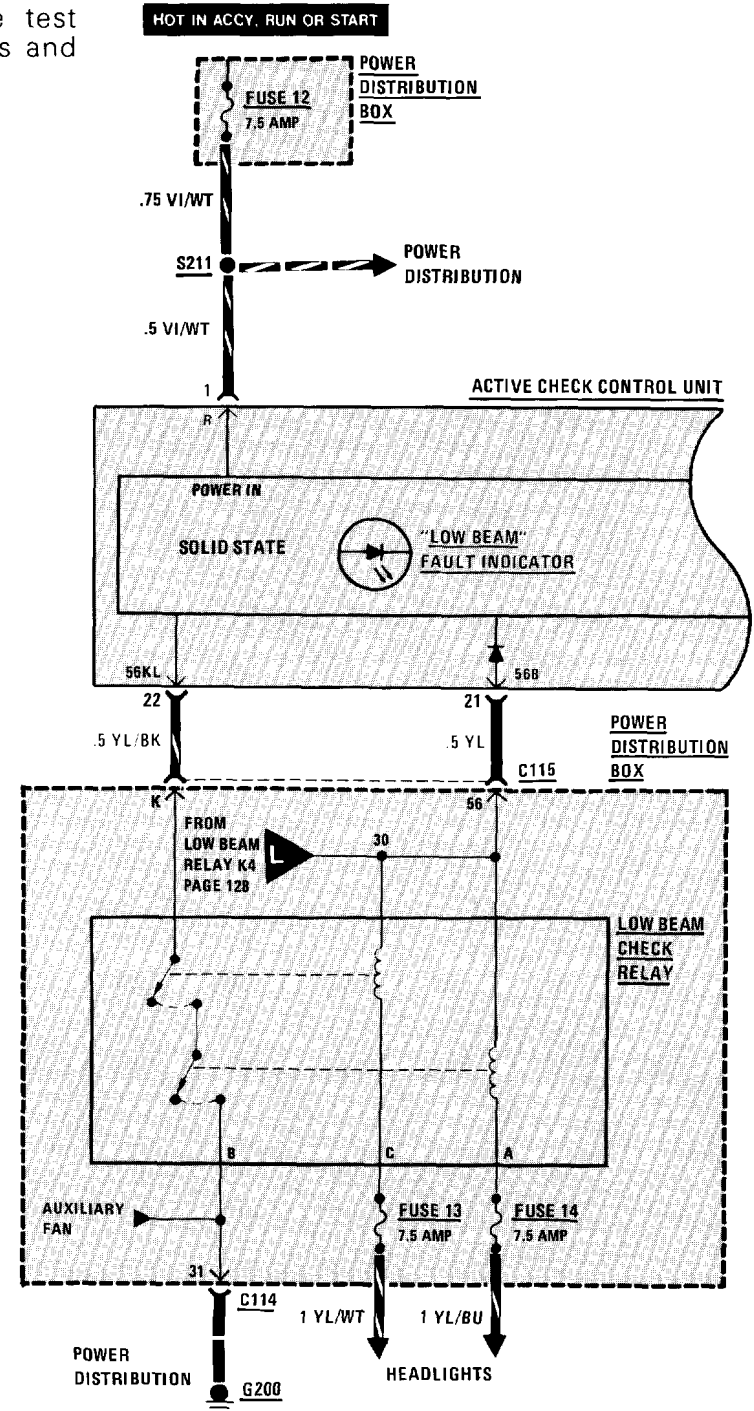 e test
s and
HOT IN ACCY, RUN OR START
POWER
DISTRIBUTION
BOX
FUSE 12
7.5 AMP
.75 VI/WT
S211
POWER
DISTRIBUTION
.5 VI/WT
1
ACTIVE CHECK CONTROL UNIT
R
POWER IN
SOLID STATE
"LOW BEAM"
FAULT INDICATOR
56KL
56B
22
21
.5 YL/BK
.5 YL
C115
POWER
DISTRIBUTION
BOX
K
56
FROM
LOW BEAM
RELAY K4
PAGE 128
L
30
LOW BEAM
CHECK
RELAY
B
C
A
AUXILIARY
FAN
FUSE 13
7.5 AMP
FUSE 14
7.5 AMP
31
C114
1 YL/WT
1 YL/BU
POWER
DISTRIBUTION
HEADLIGHTS
G200